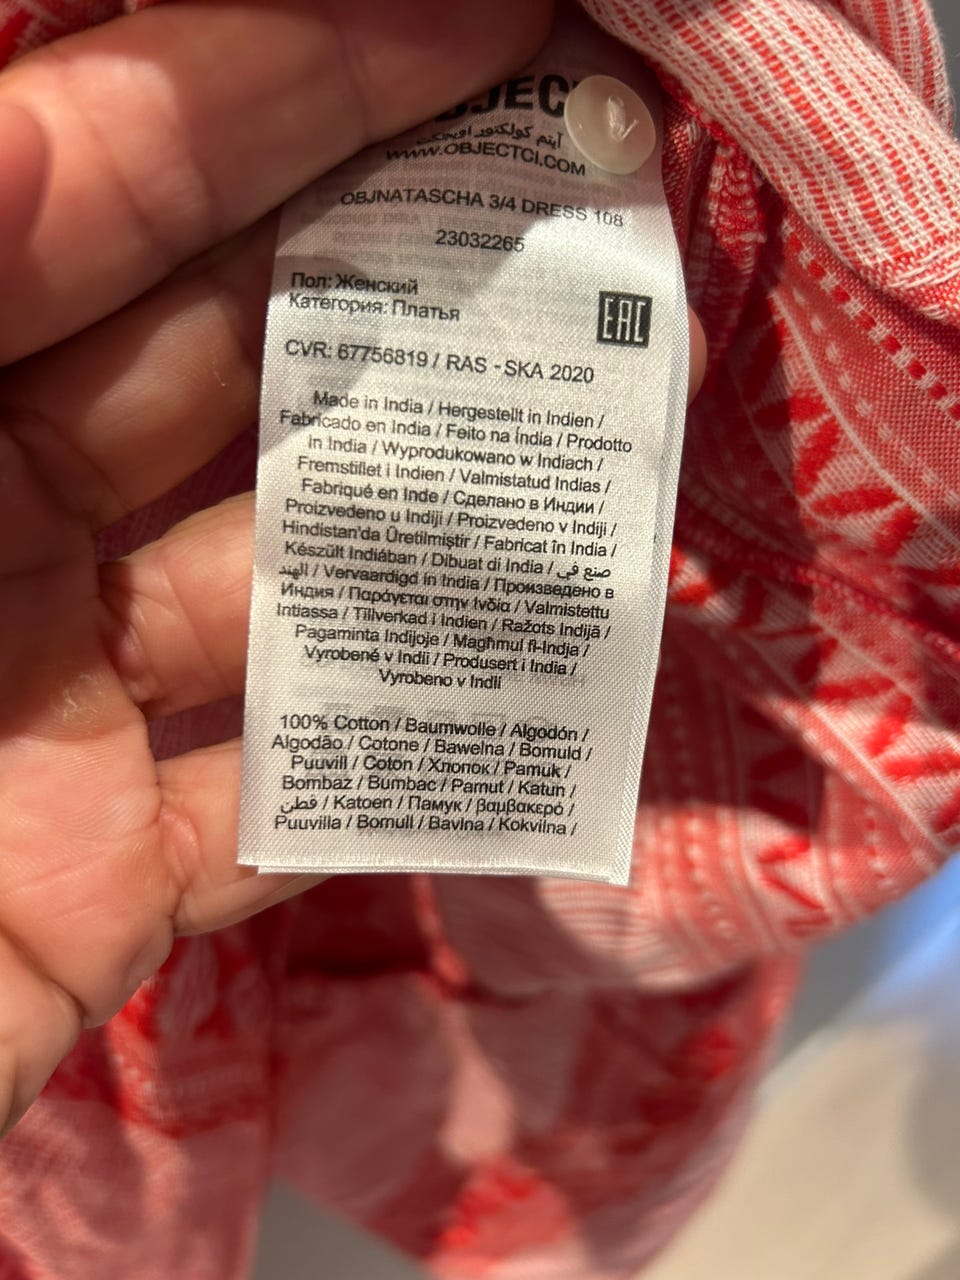 OBJEC
آيتم كولكتور اوبجكت
www.OBJECTCI.COM
OBJNATASCHA 3/4 DRESS 108
23032265
Пол: Женский
Категория: Платья
EAC
CVR: 67756819 / RAS - SKA 2020
Made in India / Hergestellt in Indien /
Fabricado en India / Feito na Índia / Prodotto
in India / Wyprodukowano w Indiach /
Fremstillet i Indien / Valmistatud Indias /
Fabriqué en Inde / Сделано в Индии /
Proizvedeno u Indiji / Proizvedeno v Indiji /
Hindistan'da Üretilmiştir / Fabricat în India /
Készült Indiában / Dibuat di India / صنع في
الهند / Vervaardigd in India / Произведено в
Индия / Παράγεται στην Ινδία / Valmistettu
Intiassa / Tillverkad i Indien / Ražots Indijā /
Pagaminta Indijoje / Magħmul fl-Indja /
Vyrobené v Indii / Produsert i India /
Vyrobeno v Indii
100% Cotton / Baumwolle / Algodón /
Algodão / Cotone / Bawełna / Bomuld /
Puuvill / Coton / Хлопок / Pamuk /
Bombaz / Bumbac / Pamut / Katun /
قطن / Katoen / Памук / βαμβακερό /
Puuvilla / Bomull / Bavlna / Kokvilna /